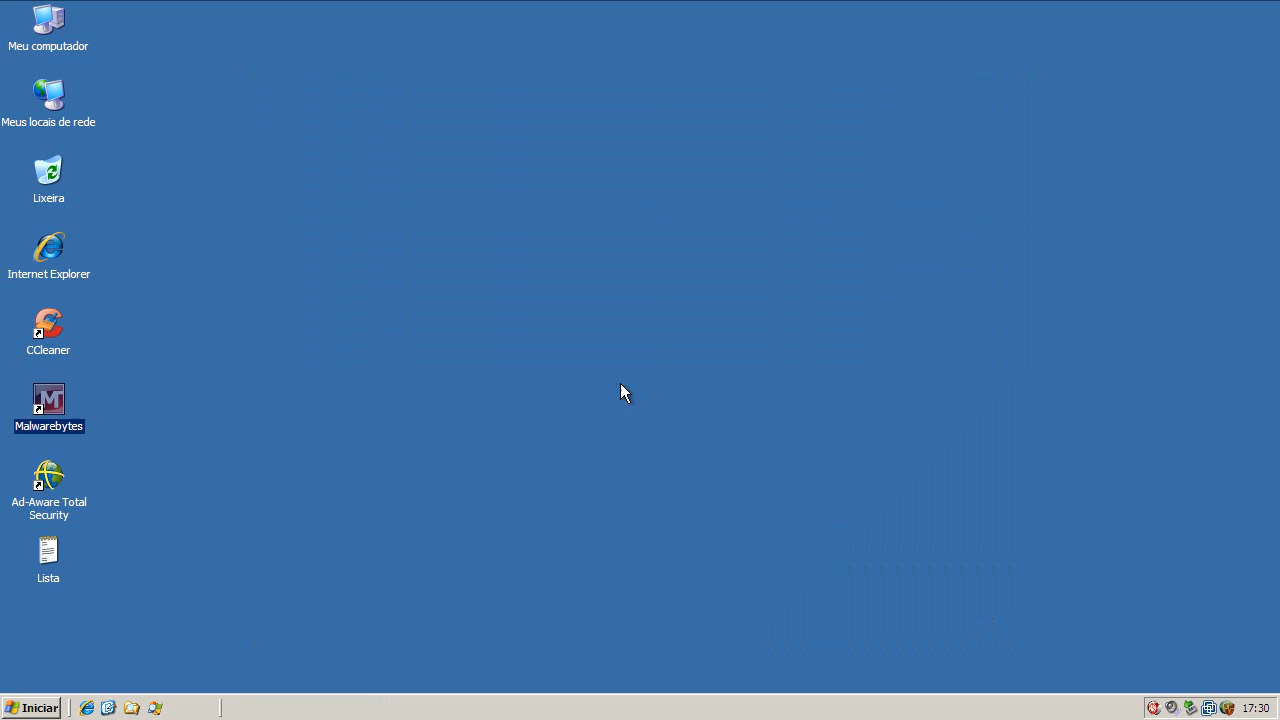 Meu computador
Meus locais de rede
Lixeira
Internet Explorer
CCleaner
Malwarebytes
Ad-Aware Total
Security
Lista
Iniciar
17:30